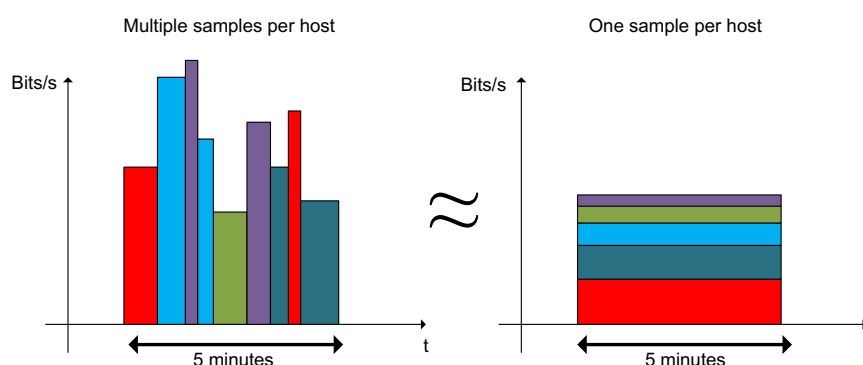 Multiple samples per host
One sample per host
Bits/s
Bits/s
≈
t
5 minutes
5 minutes